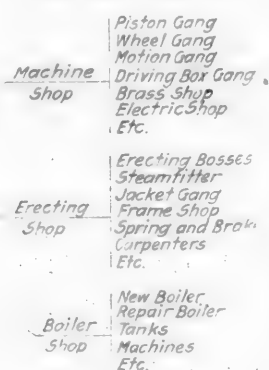 Piston Gang
Wheel Gang
Motion Gang
Machine Shop
Driving Box Gang
Brass Shop
Electric Shop
Etc.
Erecting Bosses
Steamfitter
Jacket Gang
Erecting Shop
Frame Shop
Spring and Brak
Carpenters
Etc.
New Boiler
Repair Boiler
Boiler Shop
Tanks
Machines
Etc.